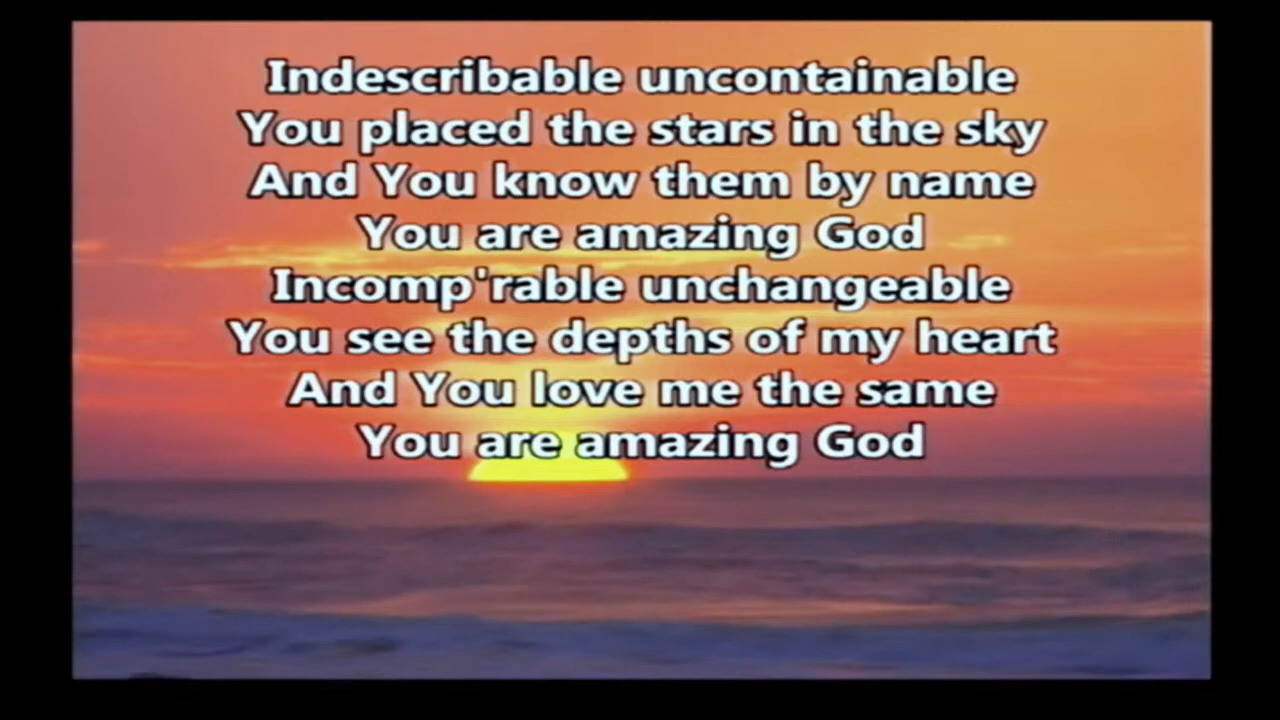 Indescribable uncontainable
You placed the stars in the sky
And You know them by name
You are amazing God
Incomp'rable unchangeable
You see the depths of my heart
And You love me the same
You are amazing God